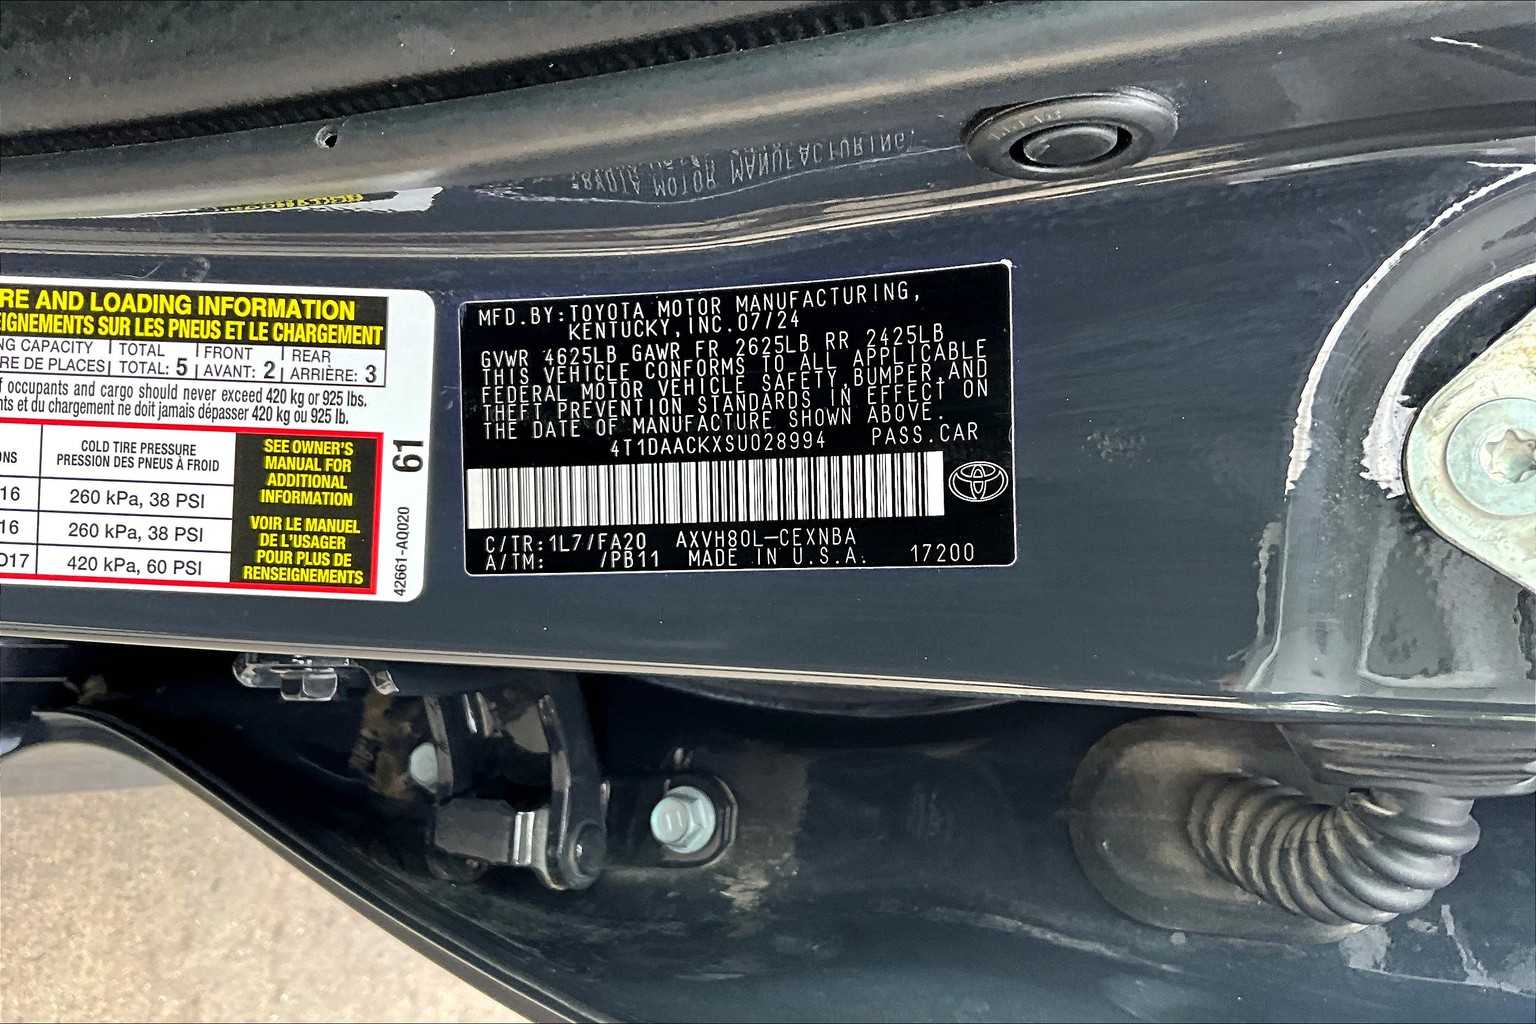 RE AND LOADING INFORMATION
EIGNEMENTS SUR LES PNEUS ET LE CHARGEMENT
NG CAPACITY | TOTAL | FRONT | REAR
RE DE PLACES | TOTAL: 5 | AVANT: 2 | ARRIÈRE: 3
f occupants and cargo should never exceed 420 kg or 925 lbs.
nts et du chargement ne doit jamais dépasser 420 kg ou 925 lb.
COLD TIRE PRESSURE
ONS PRESSION DES PNEUS À FROID
16 260 kPa, 38 PSI
16 260 kPa, 38 PSI
D17 420 kPa, 60 PSI
SEE OWNER'S
MANUAL FOR
ADDITIONAL
INFORMATION
VOIR LE MANUEL
DE L'USAGER
POUR PLUS DE
RENSEIGNEMENTS
61
42661-AQ020
MFD.BY:TOYOTA MOTOR MANUFACTURING,
KENTUCKY,INC.07/24
GVWR 4625LB GAWR FR 2625LB RR 2425LB
THIS VEHICLE CONFORMS TO ALL APPLICABLE
FEDERAL MOTOR VEHICLE SAFETY,BUMPER,AND
THEFT PREVENTION STANDARDS IN EFFECT ON
THE DATE OF MANUFACTURE SHOWN ABOVE.
4T1DAACKXSU028994 PASS.CAR
C/TR:1L7/FA20 AXVH80L-CEXNBA
A/TM: /PB11 MADE IN U.S.A. 17200